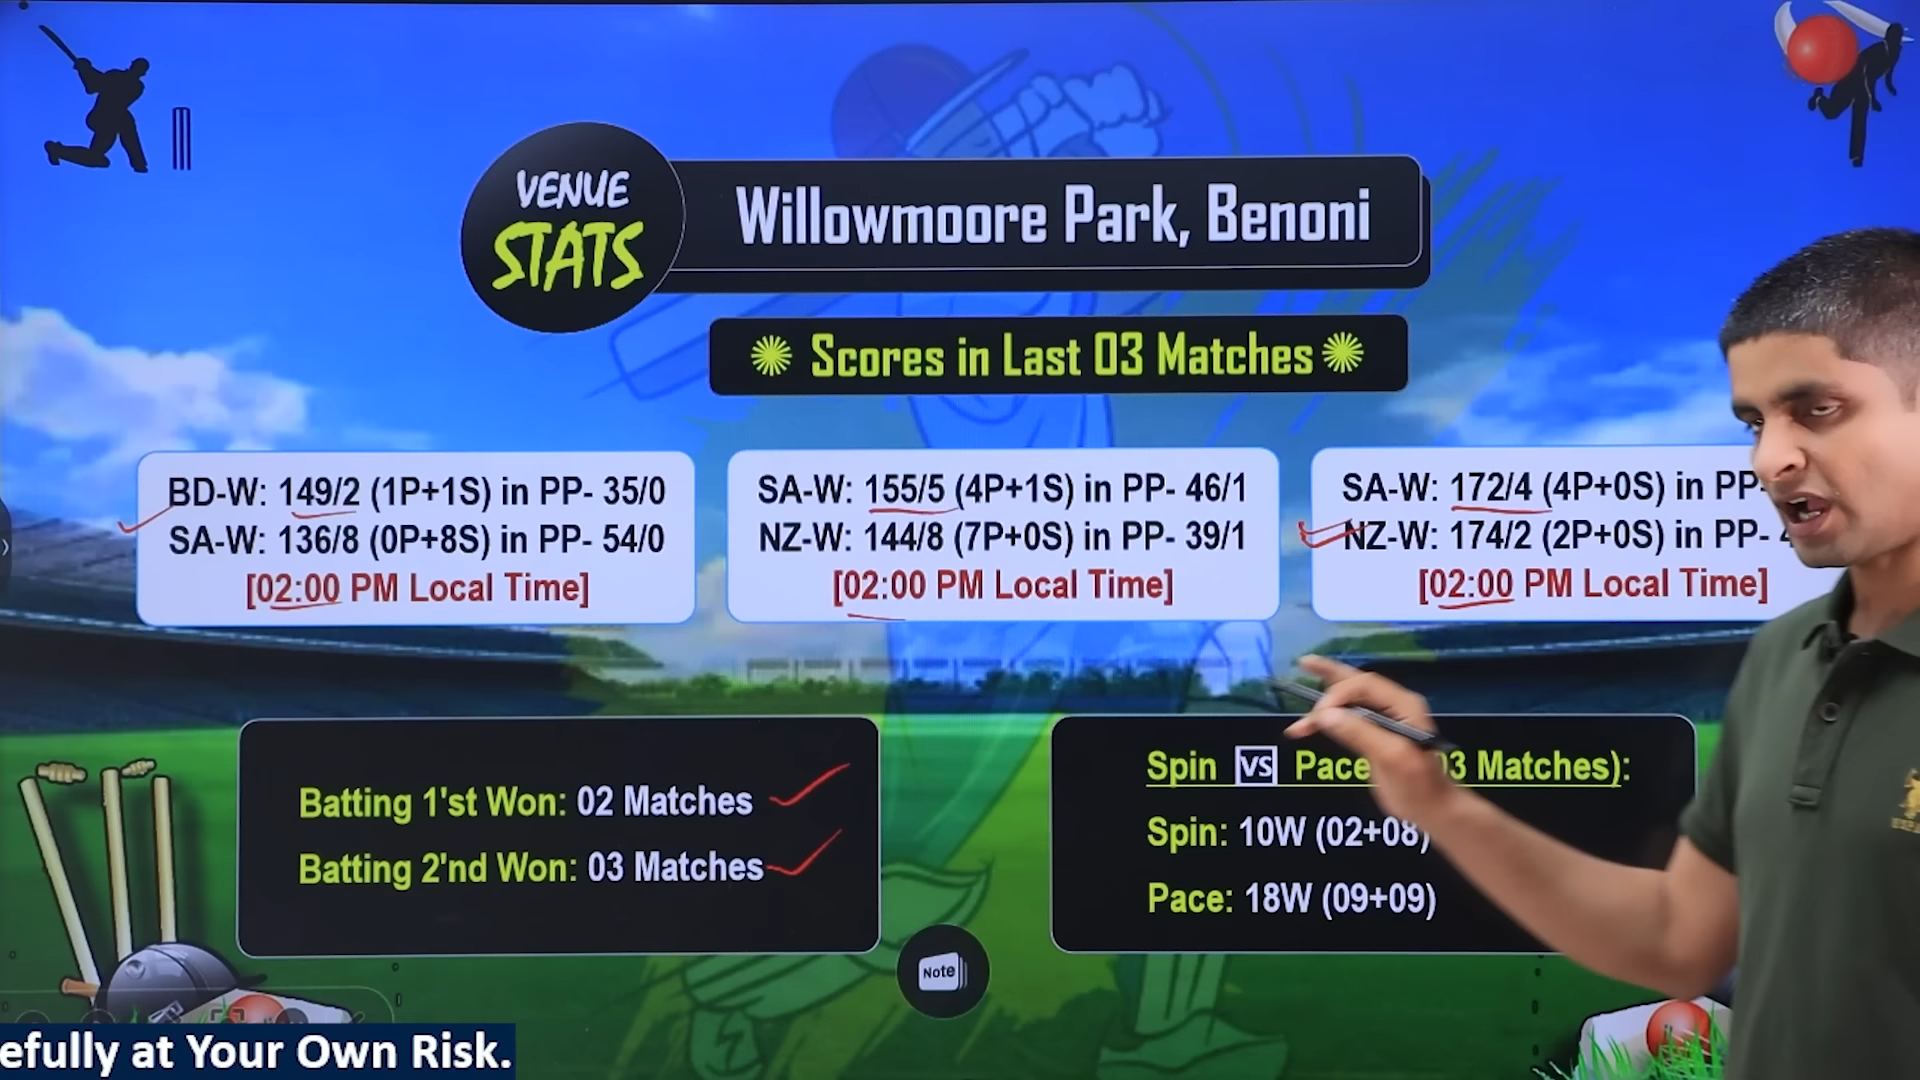 VENUE
STATS
Willowmoore Park, Benoni
Scores in Last 03 Matches
BD-W: 149/2 (1P+1S) in PP- 35/0
SA-W: 136/8 (0P+8S) in PP- 54/0
[02:00 PM Local Time]
SA-W: 155/5 (4P+1S) in PP- 46/1
NZ-W: 144/8 (7P+0S) in PP- 39/1
[02:00 PM Local Time]
SA-W: 172/4 (4P+0S) in PP-
NZ-W: 174/2 (2P+0S) in PP-
[02:00 PM Local Time]
Batting 1'st Won: 02 Matches
Batting 2'nd Won: 03 Matches
Spin VS Pace 03 Matches):
Spin: 10W (02+08)
Pace: 18W (09+09)
Note
efully at Your Own Risk.